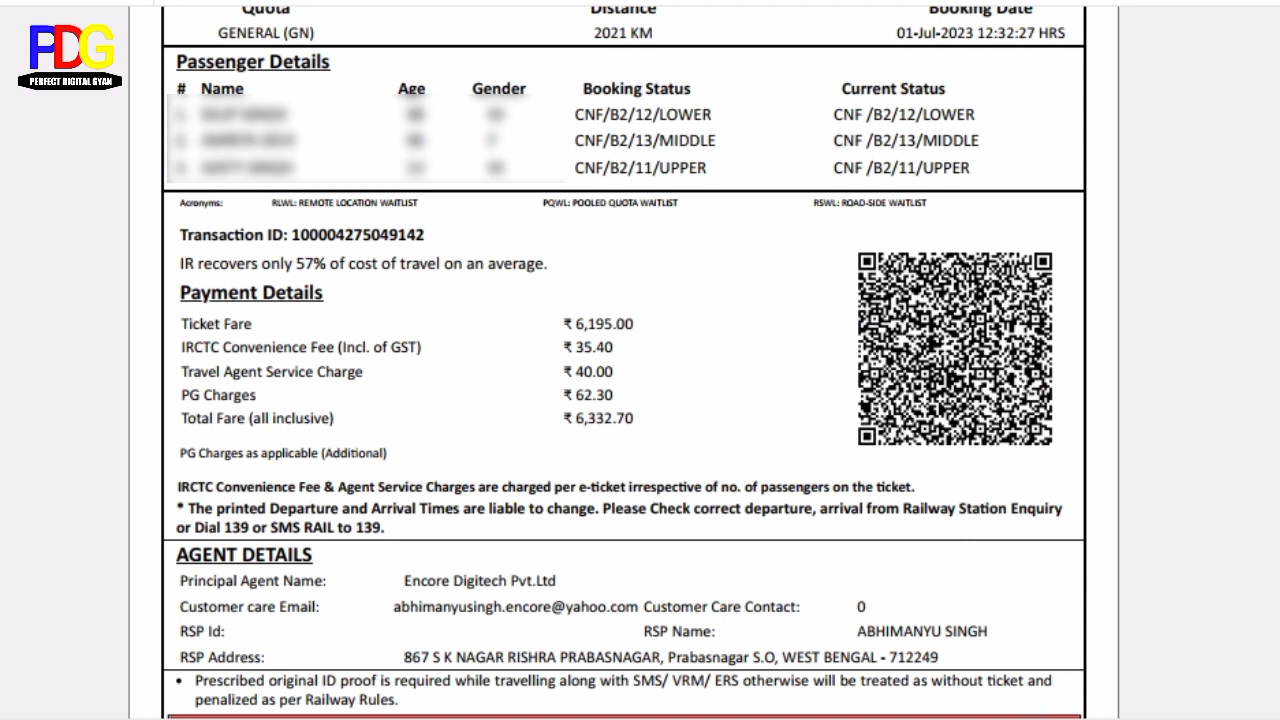 PDG
PERFECT DIGITAL GYAN
Quota Distance Booking Date
GENERAL (GN) 2021 KM 01-Jul-2023 12:32:27 HRS
Passenger Details
# Name Age Gender Booking Status Current Status
CNF/B2/12/LOWER CNF /B2/12/LOWER
CNF/B2/13/MIDDLE CNF /B2/13/MIDDLE
CNF/B2/11/UPPER CNF /B2/11/UPPER
Acronyms: RLWL: REMOTE LOCATION WAITLIST PQWL: POOLED QUOTA WAITLIST RSWL: ROAD-SIDE WAITLIST
Transaction ID: 100004275049142
IR recovers only 57% of cost of travel on an average.
Payment Details
Ticket Fare ₹ 6,195.00
IRCTC Convenience Fee (Incl. of GST) ₹ 35.40
Travel Agent Service Charge ₹ 40.00
PG Charges ₹ 62.30
Total Fare (all inclusive) ₹ 6,332.70
PG Charges as applicable (Additional)
IRCTC Convenience Fee & Agent Service Charges are charged per e-ticket irrespective of no. of passengers on the ticket.
* The printed Departure and Arrival Times are liable to change. Please Check correct departure, arrival from Railway Station Enquiry
or Dial 139 or SMS RAIL to 139.
AGENT DETAILS
Principal Agent Name: Encore Digitech Pvt.Ltd
Customer care Email: abhimanyusingh.encore@yahoo.com Customer Care Contact: 0
RSP Id: RSP Name: ABHIMANYU SINGH
RSP Address: 867 S K NAGAR RISHRA PRABASNAGAR, Prabasnagar S.O, WEST BENGAL - 712249
• Prescribed original ID proof is required while travelling along with SMS/ VRM/ ERS otherwise will be treated as without ticket and
penalized as per Railway Rules.